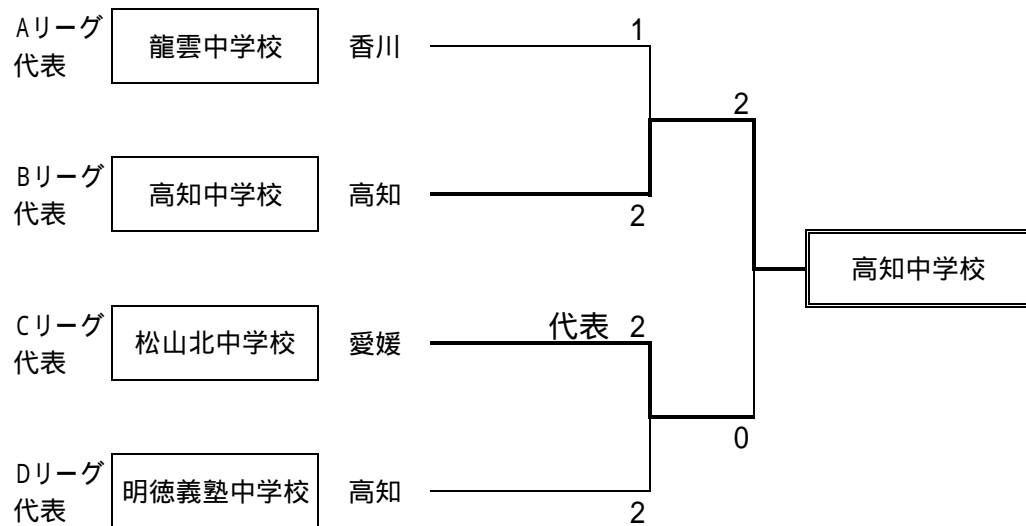 Aリーグ
代表
龍雲中学校
香川
1
2
Bリーグ
代表
高知中学校
高知
2
高知中学校
Cリーグ
代表
松山北中学校
愛媛
代表 2
0
Dリーグ
代表
明徳義塾中学校
高知
2